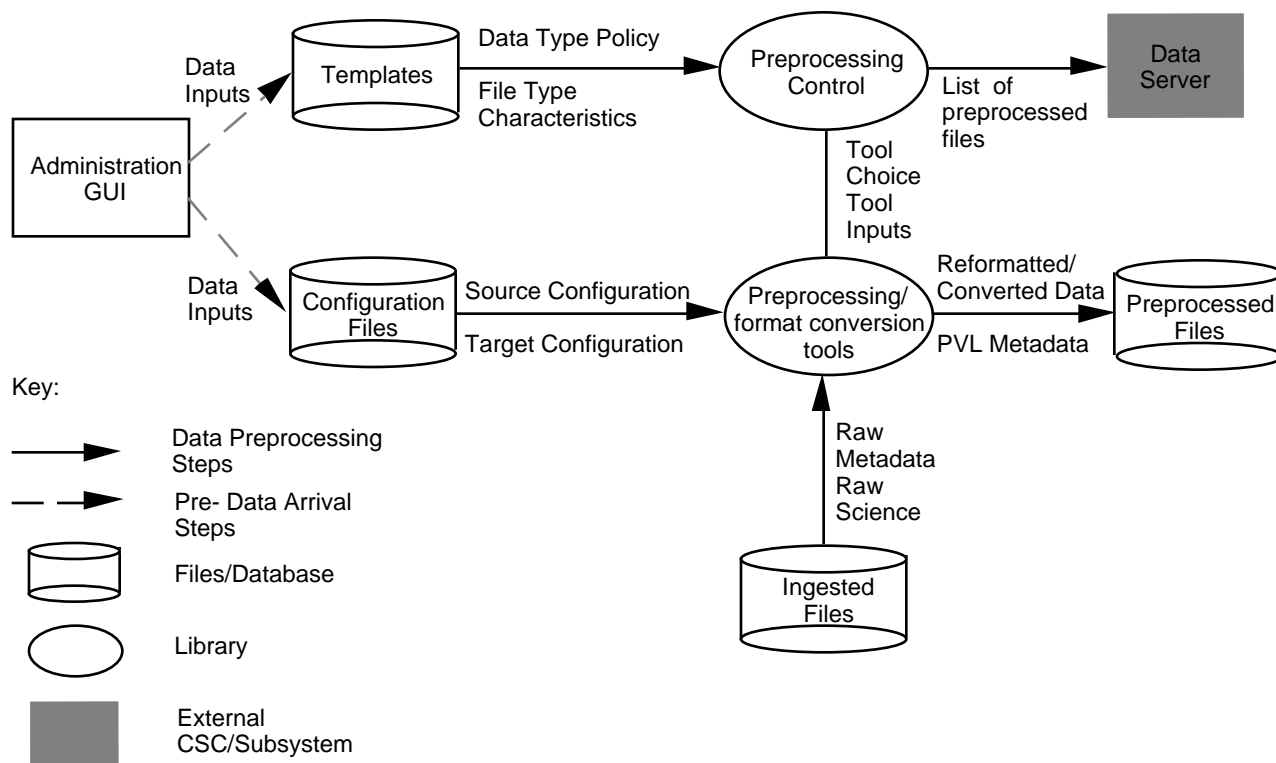 Data
Inputs
Templates
Data Type Policy
File Type
Characteristics
Preprocessing
Control
List of
preprocessed
files
Data
Server
Administration
GUI
Tool
Choice
Tool
Inputs
Data
Inputs
Configuration
Files
Source Configuration
Target Configuration
Preprocessing/
format conversion
tools
Reformatted/
Converted Data
PVL Metadata
Preprocessed
Files
Raw
Metadata
Raw
Science
Ingested
Files
Key:
Data Preprocessing
Steps
Pre- Data Arrival
Steps
Files/Database
Library
External
CSC/Subsystem